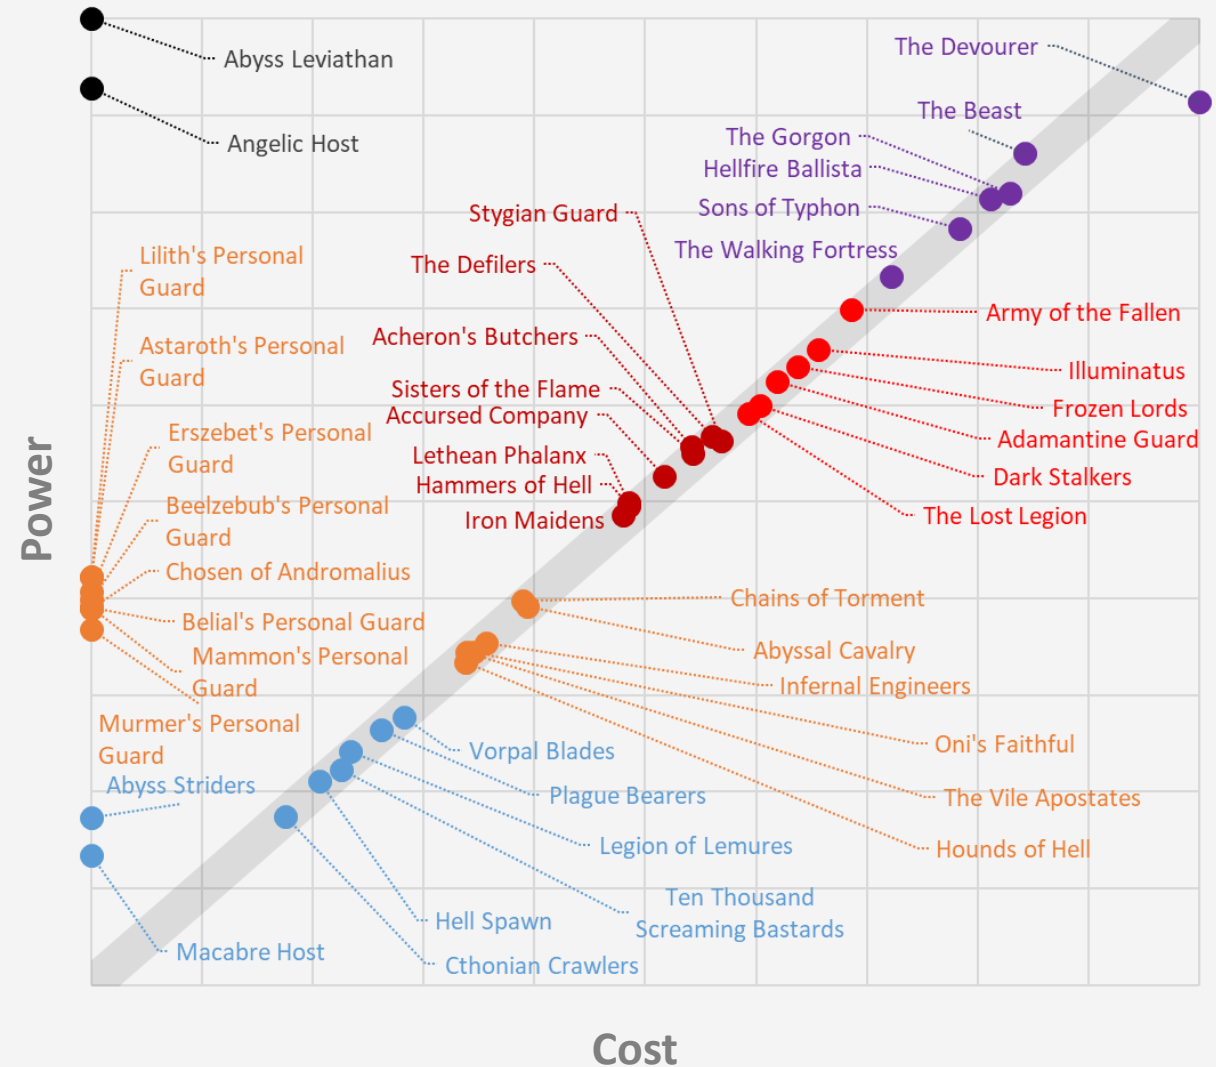 The Devourer
Abyss Leviathan
The Beast
The Gorgon
Angelic Host
Hellfire Ballista
Sons of Typhon
Stygian Guard
The Walking Fortress
Lilith's Personal
Guard
The Defilers
Army of the Fallen
Acheron's Butchers
Astaroth's Personal
Guard
Illuminatus
Sisters of the Flame
Frozen Lords
Accursed Company
Erszebet's Personal
Guard
Adamantine Guard
Lethean Phalanx
Dark Stalkers
Hammers of Hell
Beelzebub's Personal
Guard
The Lost Legion
Iron Maidens
Power
Chosen of Andromalius
Chains of Torment
Belial's Personal Guard
Abyssal Cavalry
Mammon's Personal
Guard
Infernal Engineers
Murmer's Personal
Guard
Oni's Faithful
Vorpal Blades
Abyss Striders
Plague Bearers
The Vile Apostates
Legion of Lemures
Hounds of Hell
Ten Thousand
Screaming Bastards
Hell Spawn
Macabre Host
Cthonian Crawlers
Cost